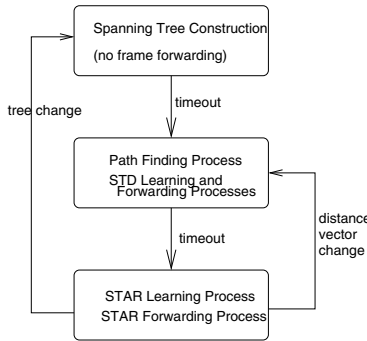 Spanning Tree Construction
(no frame forwarding)
timeout
tree change
Path Finding Process
STD Learning and
Forwarding Processes
timeout
distance
vector
change
STAR Learning Process
STAR Forwarding Process